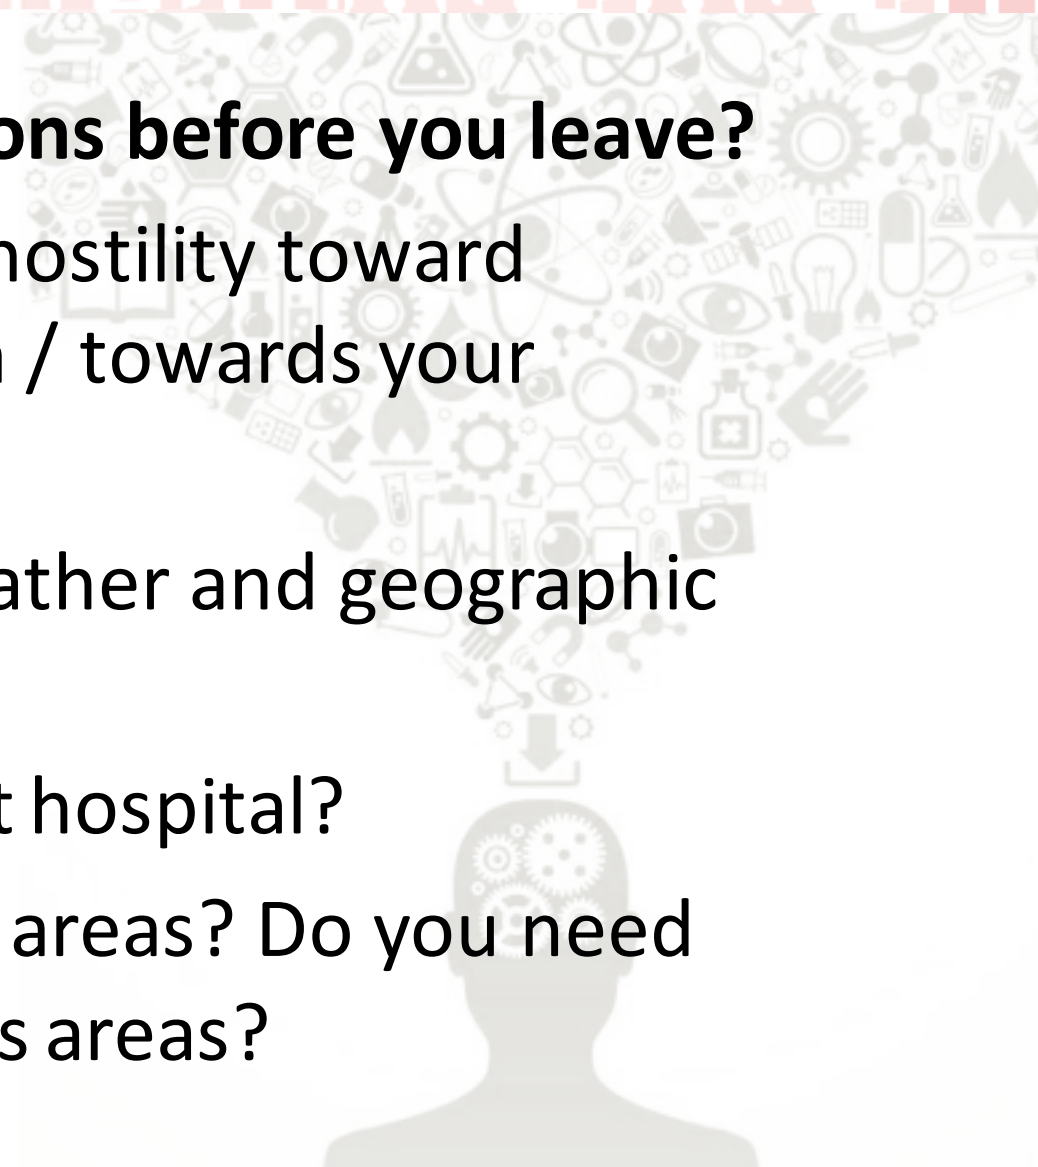 ons before you leave?
hostility toward
/ towards your
ather and geographic
t hospital?
areas? Do you need
s areas?